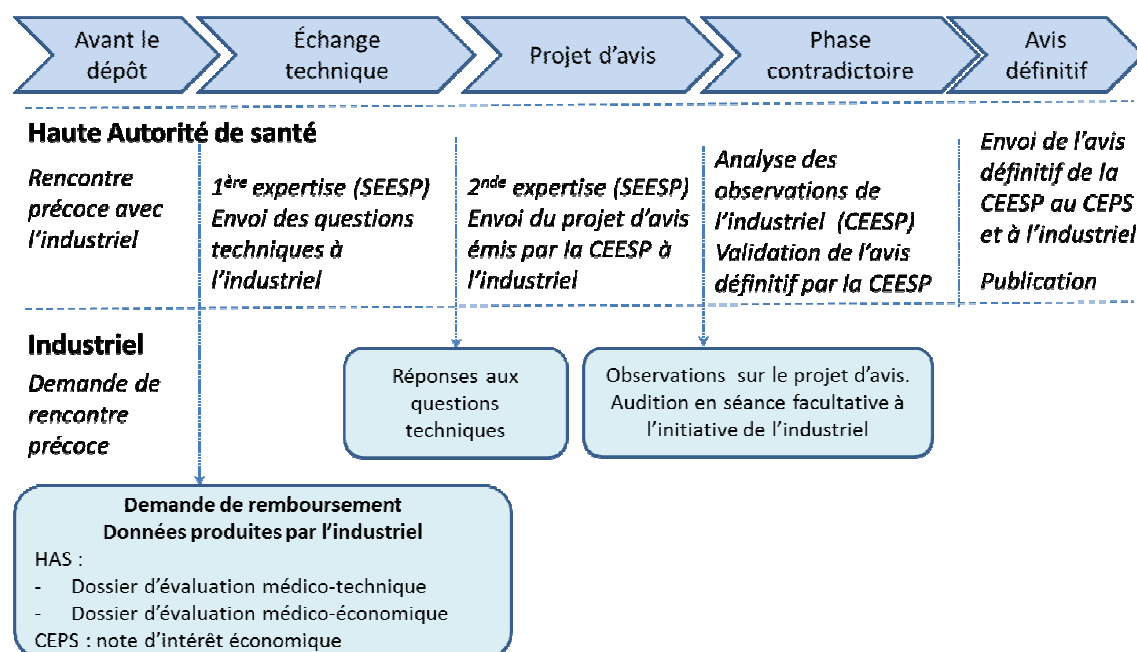 Avant le
dépôt
Échange
technique
Projet d'avis
Phase
contradictoire
Avis
définitif
Haute Autorité de santé
Rencontre
précoce avec
l'industriel
1ère expertise (SEESP)
Envoi des questions
techniques à
l'industriel
2nde expertise (SEESP)
Envoi du projet d'avis
émis par la CEESP à
l'industriel
Analyse des
observations de
l'industriel (CEESP)
Validation de l'avis
définitif par la CEESP
Envoi de l'avis
définitif de la
CEESP au CEPS
et à l'industriel
Publication
Industriel
Demande de
rencontre
précoce
Réponses aux
questions
techniques
Observations sur le projet d'avis.
Audition en séance facultative à
l'initiative de l'industriel
Demande de remboursement
Données produites par l'industriel
HAS :
- Dossier d'évaluation médico-technique
- Dossier d'évaluation médico-économique
CEPS : note d'intérêt économique